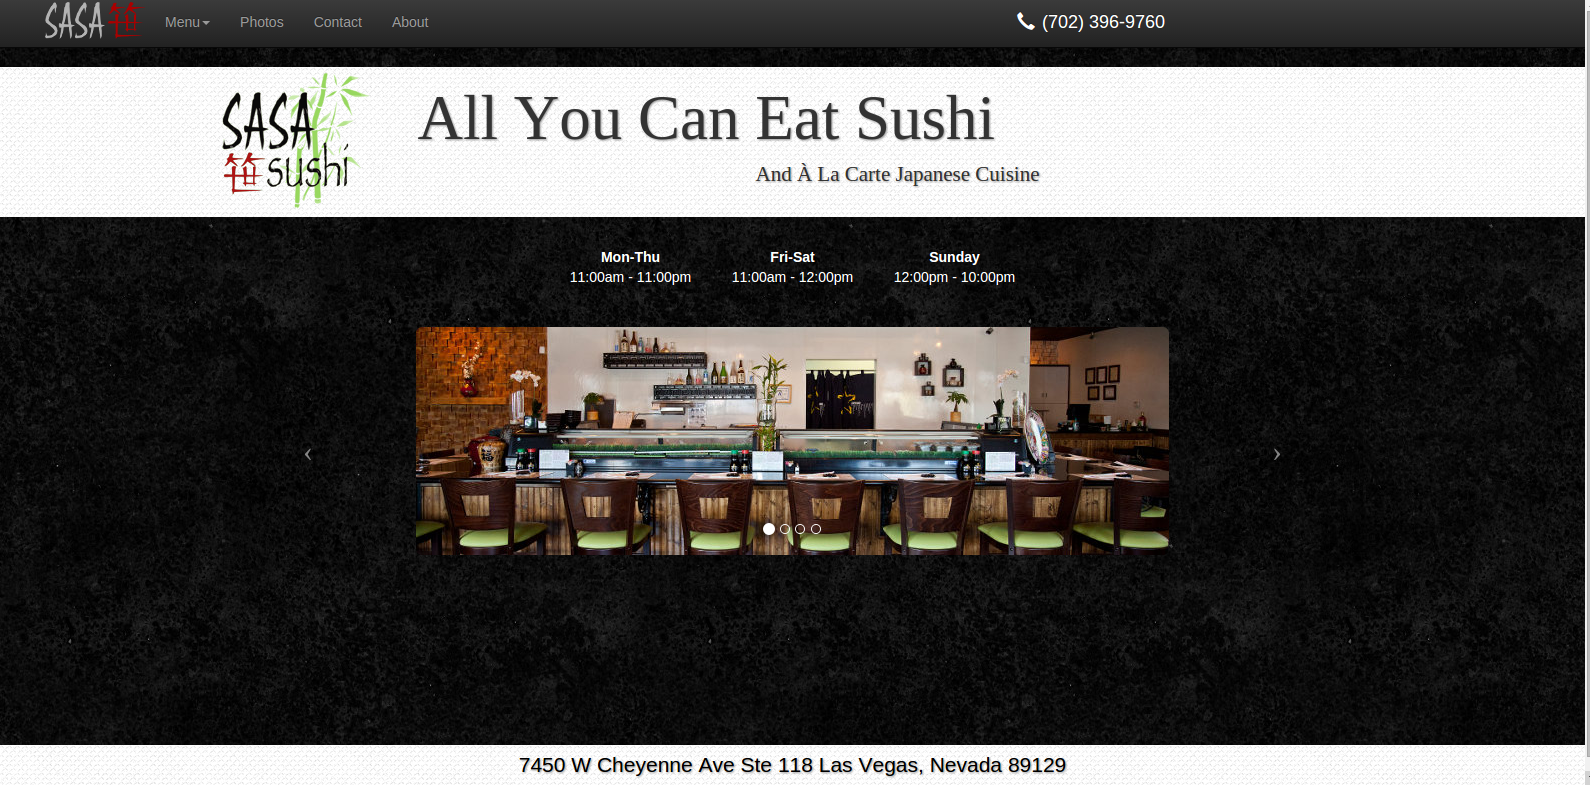 SASA 笹 Menu Photos Contact About (702) 396-9760
SASA
笹 sushi
All You Can Eat Sushi
And À La Carte Japanese Cuisine
Mon-Thu Fri-Sat Sunday
11:00am - 11:00pm 11:00am - 12:00pm 12:00pm - 10:00pm
7450 W Cheyenne Ave Ste 118 Las Vegas, Nevada 89129